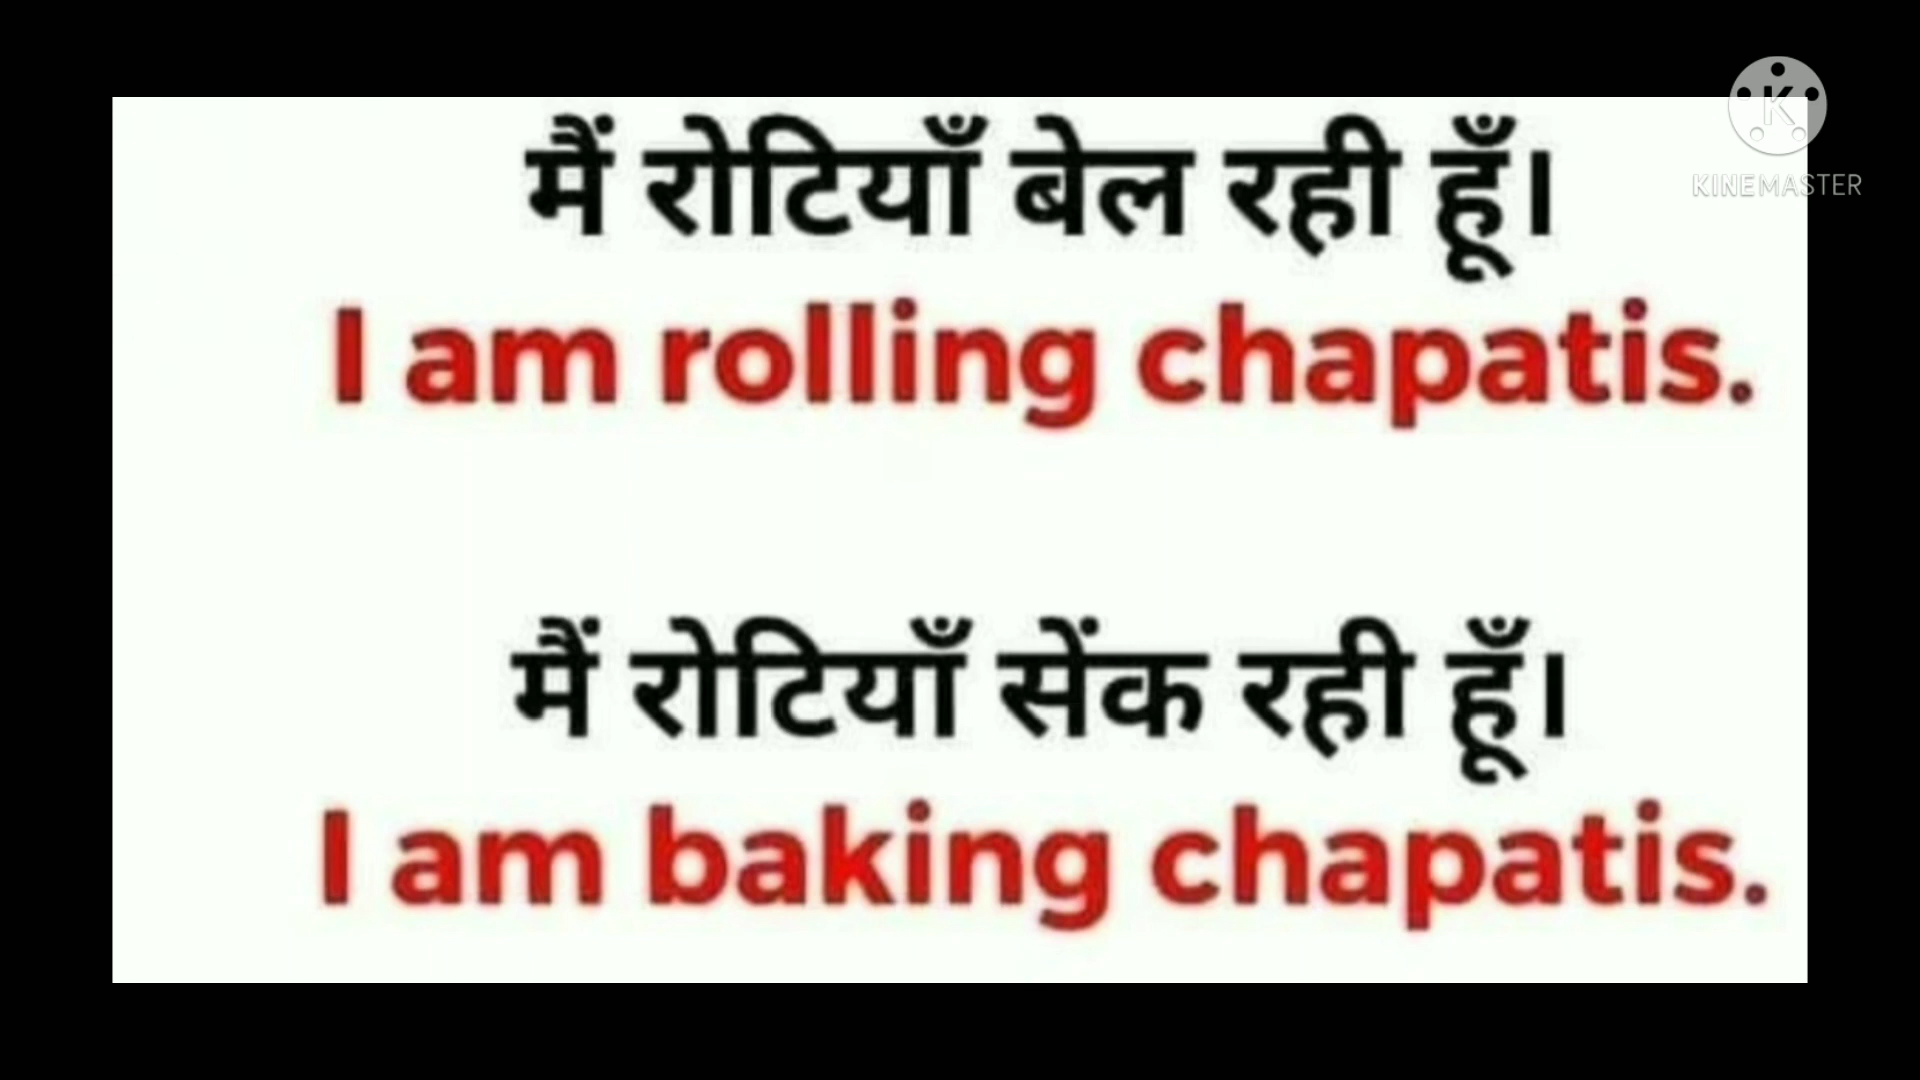 मैं रोटियाँ बेल रही हूँ।
I am rolling chapatis.
मैं रोटियाँ सेंक रही हूँ।
I am baking chapatis.
K
KINEMASTER